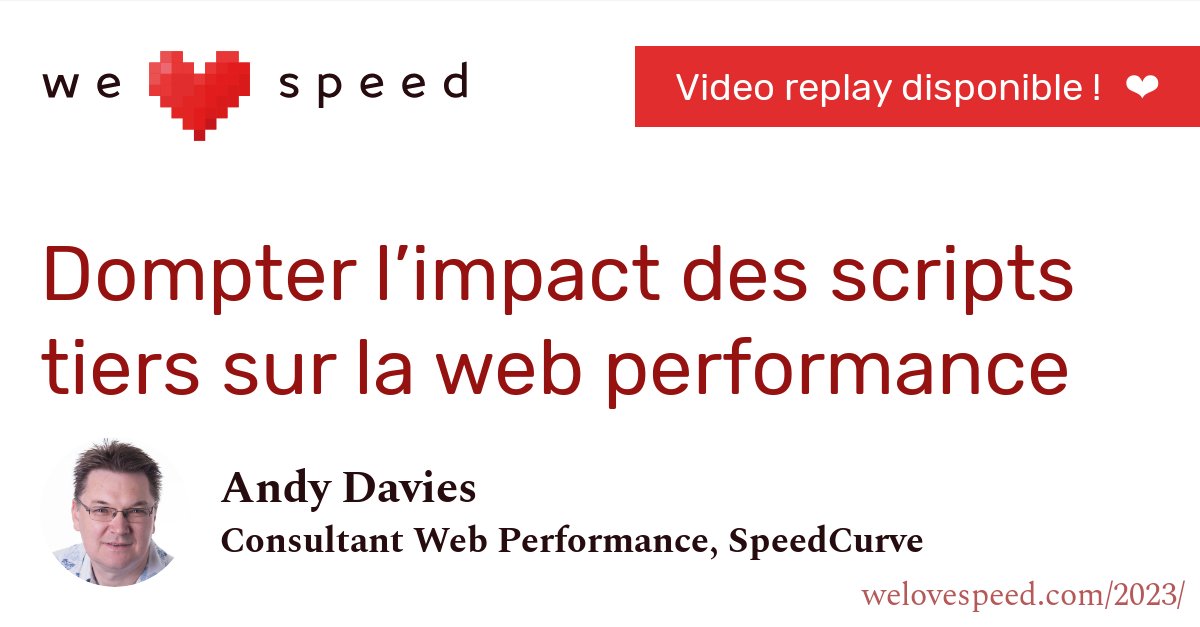 we speed
Video replay disponible ! ❤
Dompter l’impact des scripts
tiers sur la web performance
Andy Davies
Consultant Web Performance, SpeedCurve
welovespeed.com/2023/